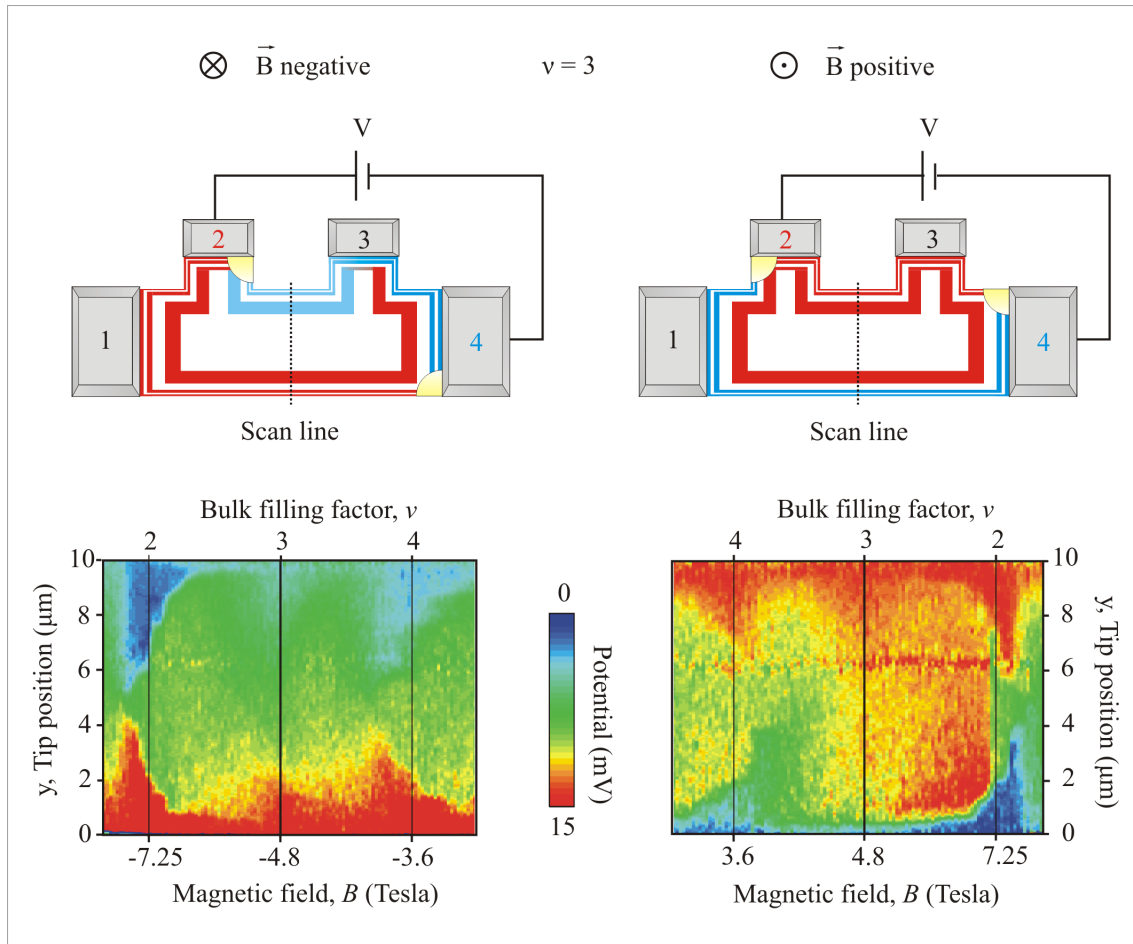 B negative
ν = 3
B positive
V
V
2
3
1
4
2
3
1
4
Scan line
Scan line
Bulk filling factor, ν
2 3 4
10
8
6
4
2
0
y, Tip position (μm)
-7.25 -4.8 -3.6
Magnetic field, B (Tesla)
0
Potential (mV)
15
Bulk filling factor, ν
4 3 2
10
8
6
4
2
0
y, Tip position (μm)
3.6 4.8 7.25
Magnetic field, B (Tesla)